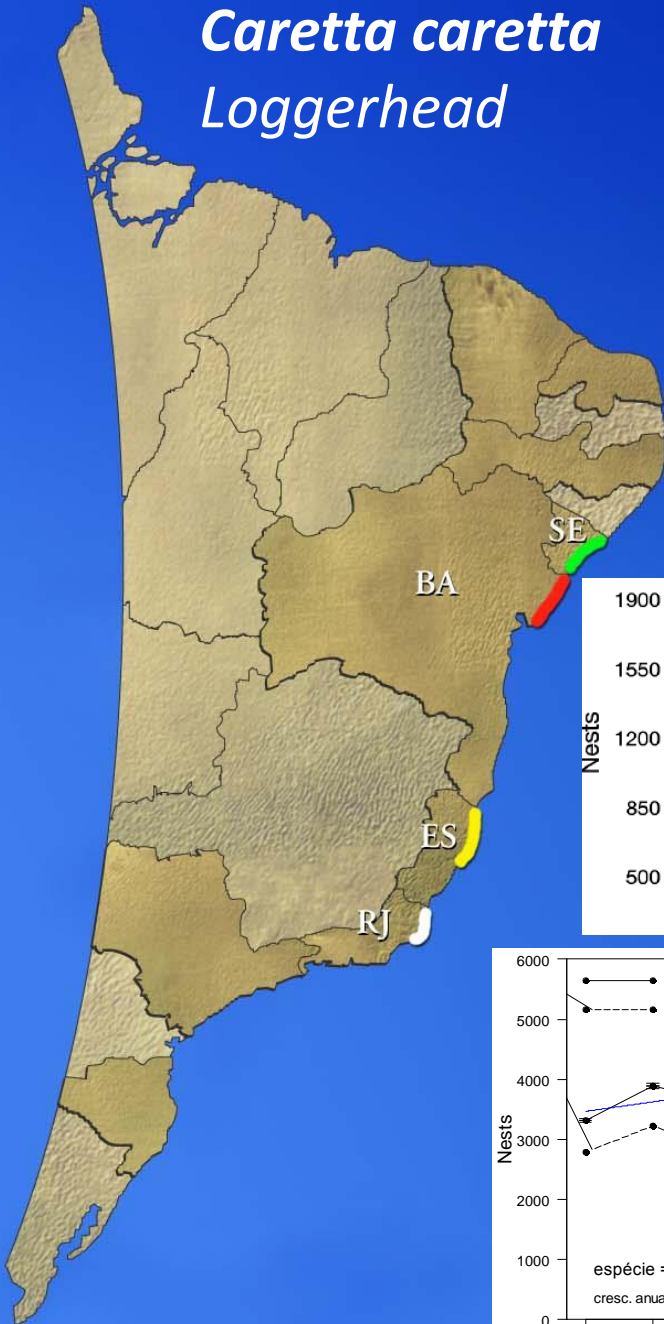 Caretta caretta
Loggerhead
SE
BA
ES
RJ
1900
1550
1200
850
500
Nests
6000
5000
4000
3000
2000
1000
0
Nests
espécie =
cresc. anua